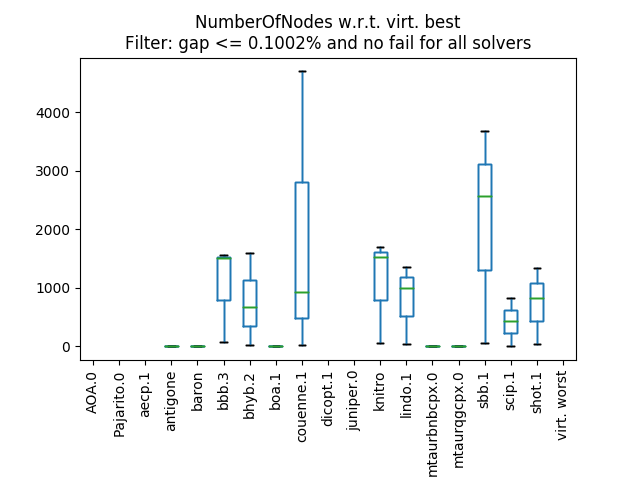 NumberOfNodes w.r.t. virt. best
Filter: gap <= 0.1002% and no fail for all solvers
4000
3000
2000
1000
0
AOA.0
Pajarito.0
aecp.1
antigone
baron
bbb.3
bhyb.2
boa.1
couenne.1
dicopt.1
juniper.0
knitro
lindo.1
mtaurbnbcpx.0
mtaurqgcpx.0
sbb.1
scip.1
shot.1
virt. worst